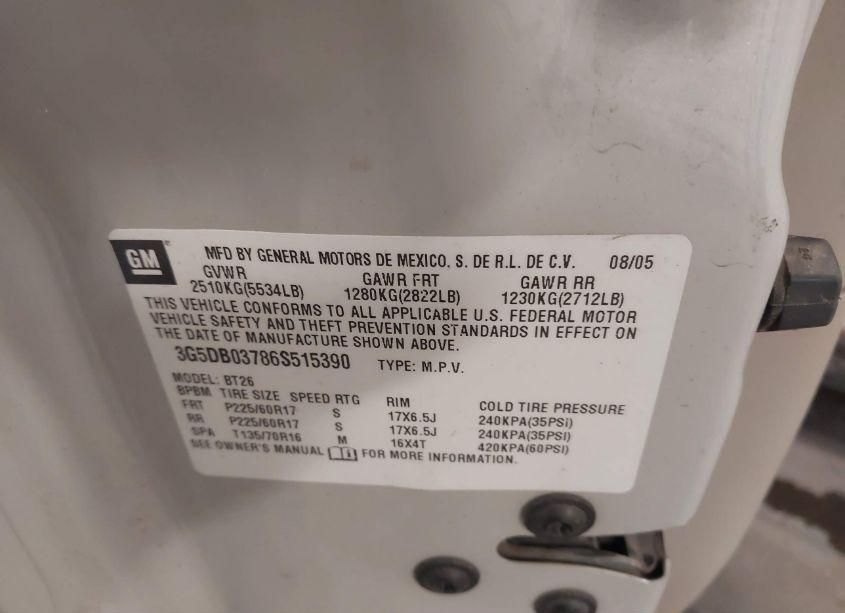 GM
MFD BY GENERAL MOTORS DE MEXICO, S. DE R.L. DE C.V. 08/05
GVWR GAWR FRT GAWR RR
2510KG(5534LB) 1280KG(2822LB) 1230KG(2712LB)
THIS VEHICLE CONFORMS TO ALL APPLICABLE U.S. FEDERAL MOTOR
VEHICLE SAFETY AND THEFT PREVENTION STANDARDS IN EFFECT ON
THE DATE OF MANUFACTURE SHOWN ABOVE.
3G5DB03786S515390 TYPE: M.P.V.
MODEL: BT26
BPBM TIRE SIZE SPEED RTG RIM COLD TIRE PRESSURE
FRT P225/60R17 S 17X6.5J 240KPA(35PSI)
RR P225/60R17 S 17X6.5J 240KPA(35PSI)
SPA T135/70R16 M 16X4T 420KPA(60PSI)
SEE OWNER'S MANUAL FOR MORE INFORMATION.